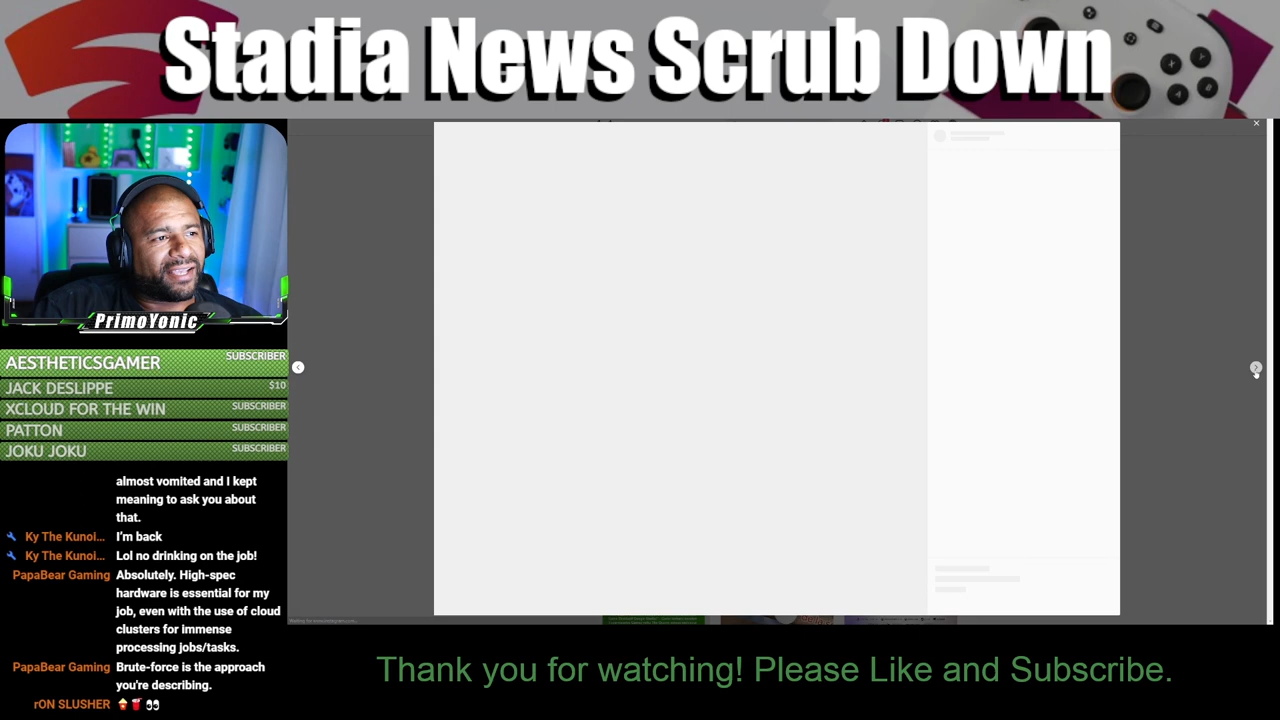 Stadia News Scrub Down
PrimoYonic
AESTHETICSGAMER SUBSCRIBER
JACK DESLIPPE $10
XCLOUD FOR THE WIN SUBSCRIBER
PATTON SUBSCRIBER
JOKU JOKU SUBSCRIBER
almost vomited and I kept
meaning to ask you about
that.
Ky The Kunoi... I'm back
Ky The Kunoi... Lol no drinking on the job!
PapaBear Gaming Absolutely. High-spec
hardware is essential for my
job, even with the use of cloud
clusters for immense
processing jobs/tasks.
PapaBear Gaming Brute-force is the approach
you're describing.
rON SLUSHER
Thank you for watching! Please Like and Subscribe.